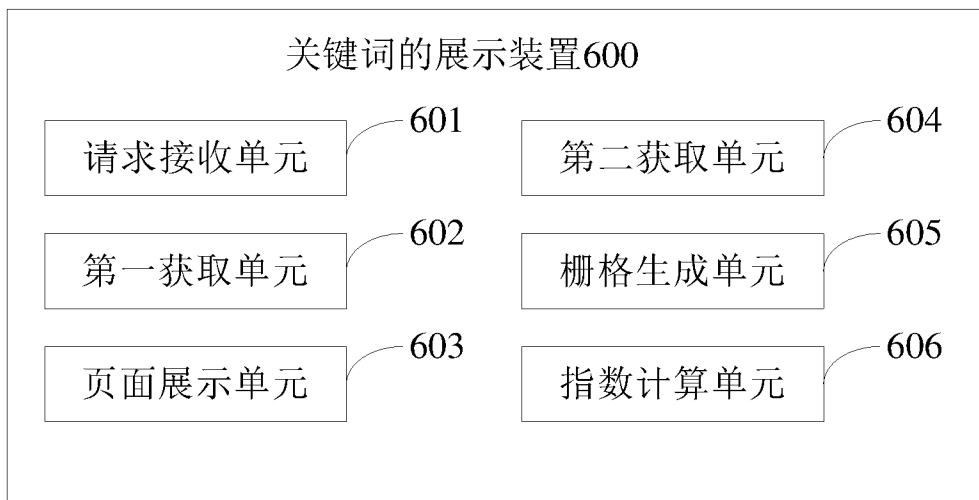 关键词的展示装置600
请求接收单元 601
第一获取单元 602
页面展示单元 603
第二获取单元 604
栅格生成单元 605
指数计算单元 606